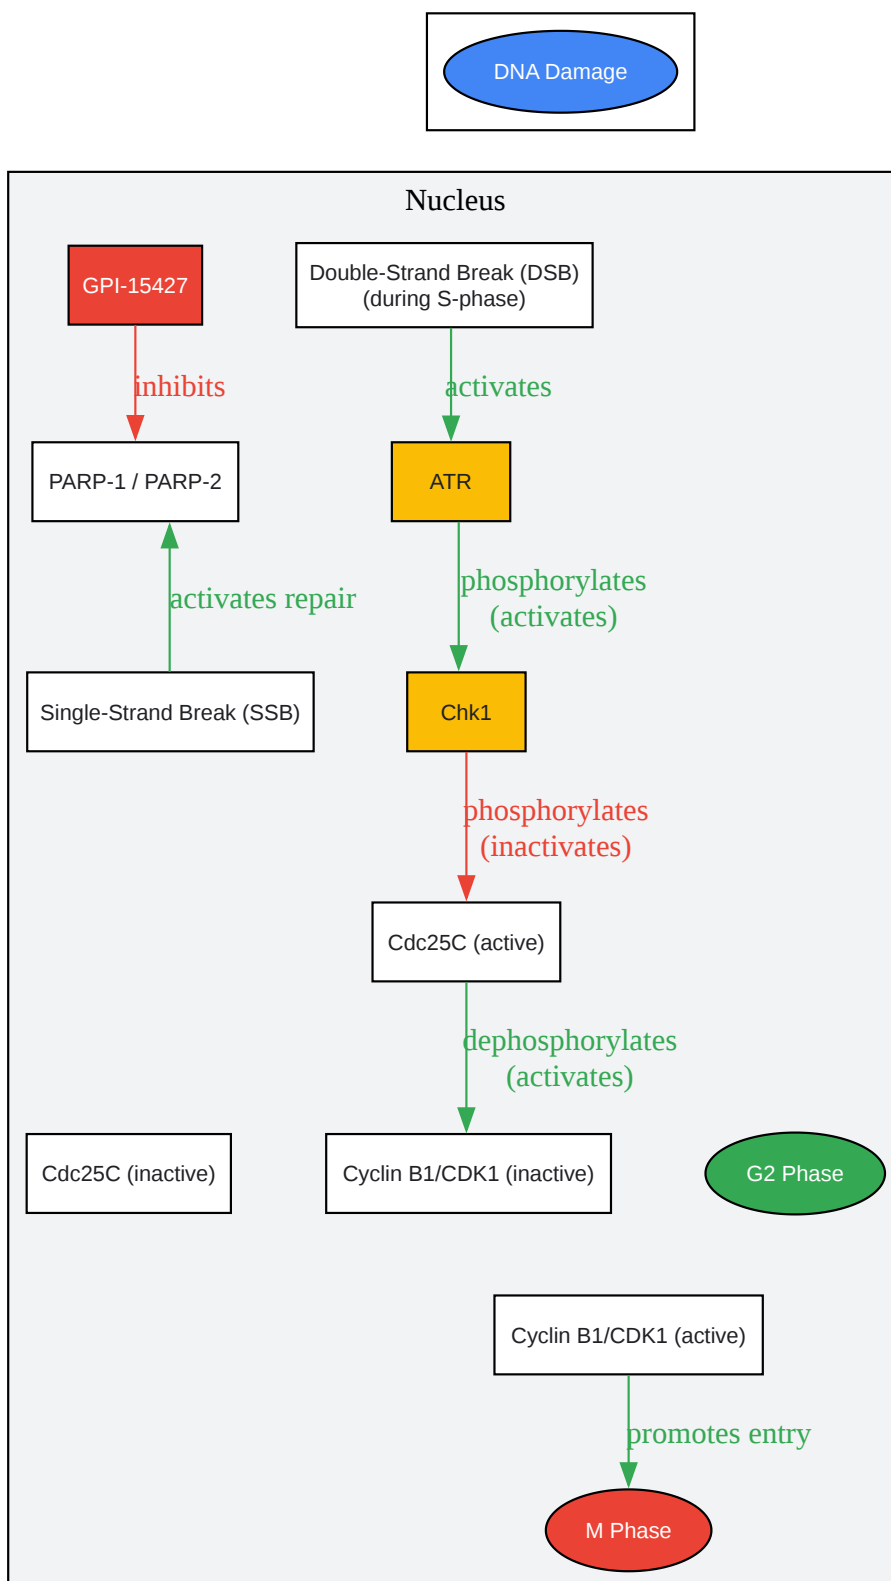 DNA Damage
Nucleus
GPI-15427
Double-Strand Break (DSB)
(during S-phase)
inhibits
activates
PARP-1 / PARP-2
ATR
activates repair
phosphorylates
(activates)
Single-Strand Break (SSB)
Chk1
phosphorylates
(inactivates)
Cdc25C (active)
dephosphorylates
(activates)
Cdc25C (inactive)
Cyclin B1/CDK1 (inactive)
G2 Phase
Cyclin B1/CDK1 (active)
promotes entry
M Phase